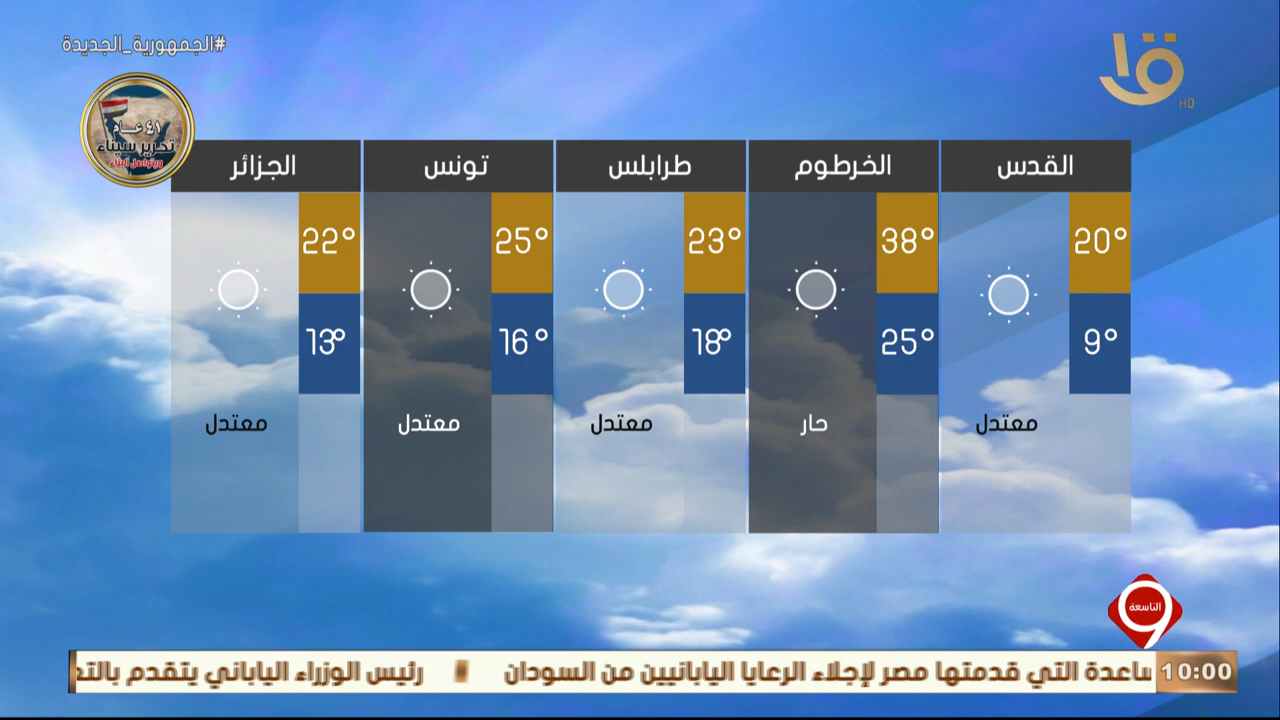 #الجمهورية_الجديدة
HD
٤١ عام
تحرير سيناء
القدس
الخرطوم
طرابلس
تونس
الجزائر
20°
38°
23°
25°
22°
9°
25°
18°
16°
13°
معتدل
حار
معتدل
معتدل
معتدل
التاسعة
9
10:00
ساعدة التي قدمتها مصر لإجلاء الرعايا اليابانيين من السودان
رئيس الوزراء الياباني يتقدم